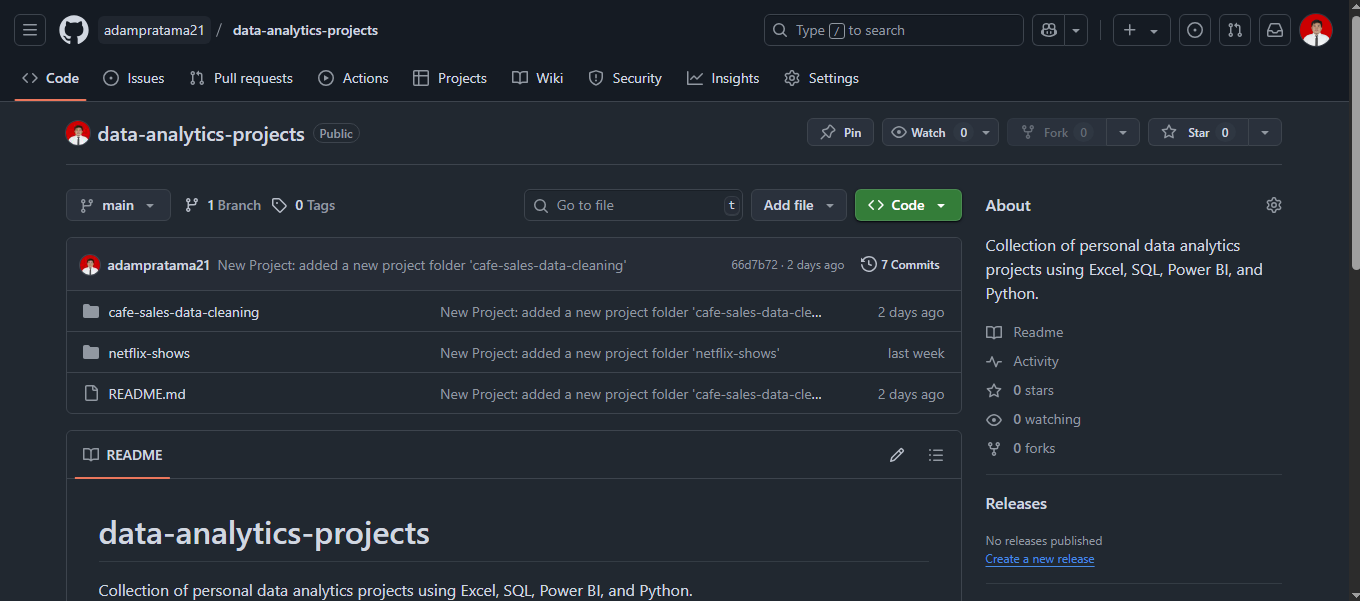 adampratama21 / data-analytics-projects
Type / to search
Code Issues Pull requests Actions Projects Wiki Security Insights Settings
data-analytics-projects Public
Pin Watch 0 Fork 0 Star 0
main 1 Branch 0 Tags Go to file t Add file Code
adampratama21 New Project: added a new project folder 'cafe-sales-data-cleaning' 66d7b72 · 2 days ago 7 Commits
cafe-sales-data-cleaning New Project: added a new project folder 'cafe-sales-data-cle... 2 days ago
netflix-shows New Project: added a new project folder 'netflix-shows' last week
README.md New Project: added a new project folder 'cafe-sales-data-cle... 2 days ago
README
data-analytics-projects
Collection of personal data analytics projects using Excel, SQL, Power BI, and Python.
About
Collection of personal data analytics
projects using Excel, SQL, Power BI, and
Python.
Readme
Activity
0 stars
0 watching
0 forks
Releases
No releases published
Create a new release